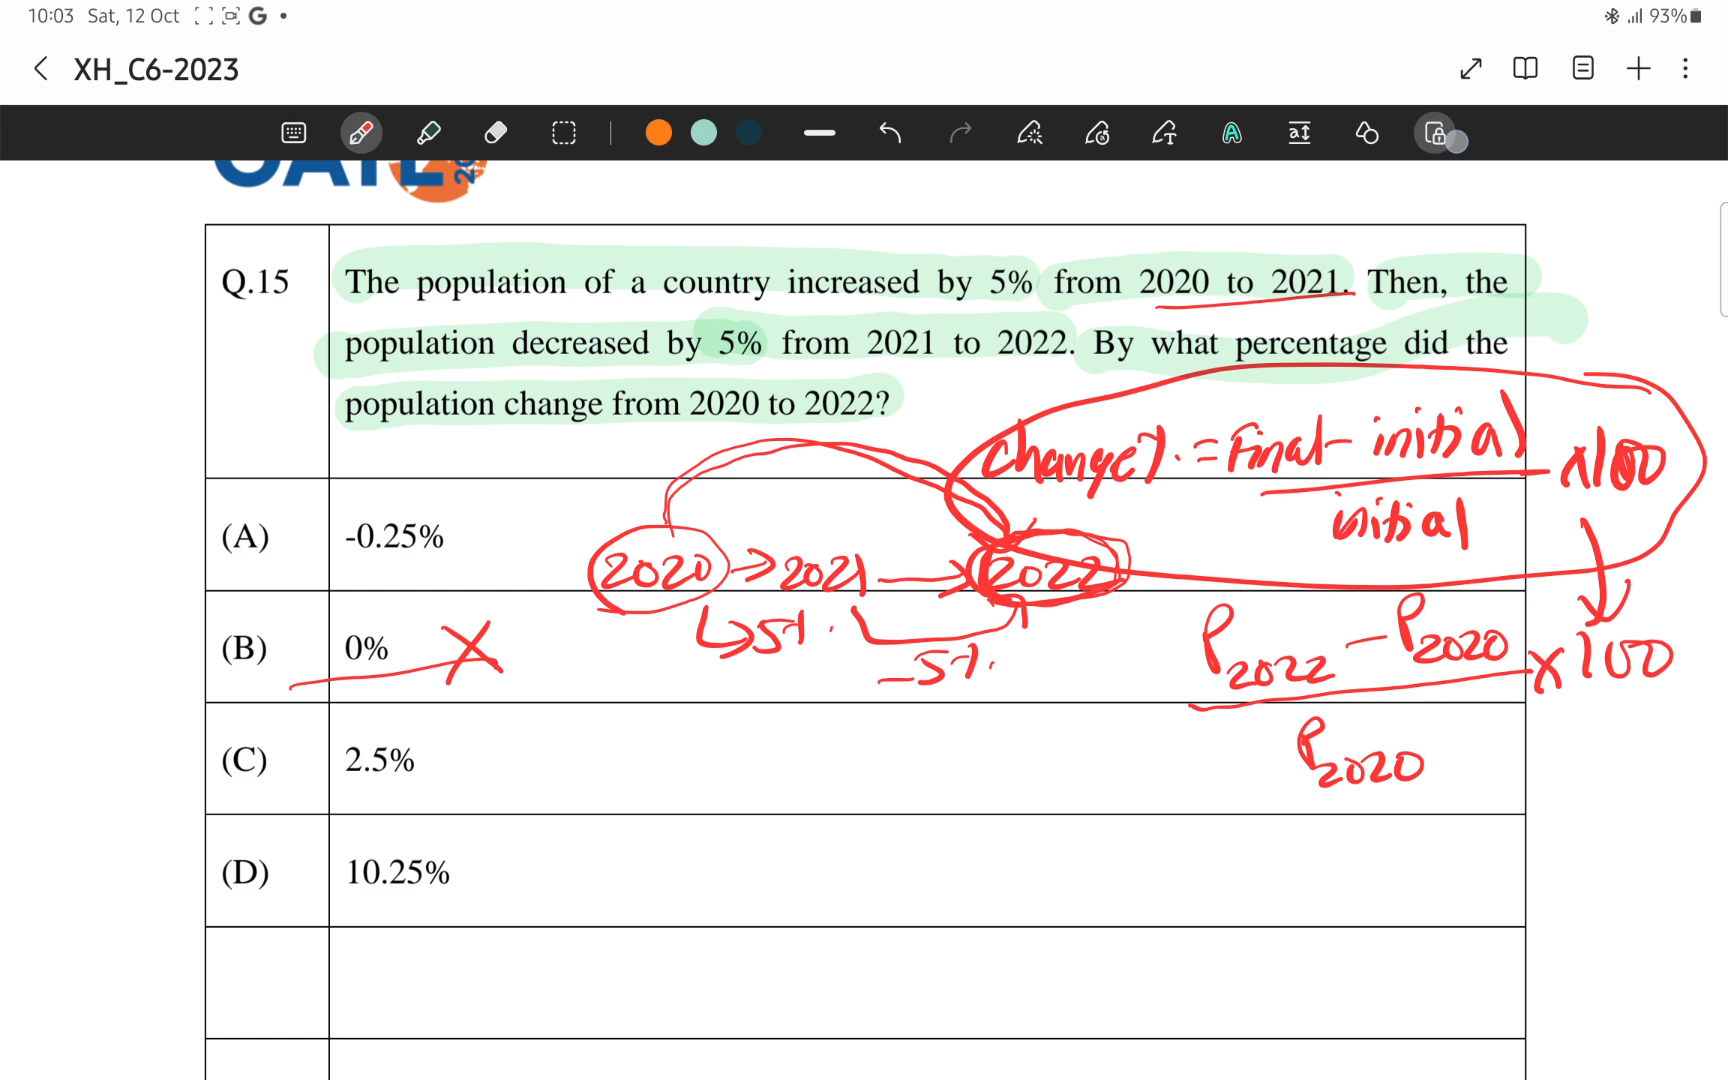 10:03 Sat, 12 Oct G
93%
XH_C6-2023
Q.15 The population of a country increased by 5% from 2020 to 2021. Then, the
population decreased by 5% from 2021 to 2022. By what percentage did the
population change from 2020 to 2022?
change%. = Final - initial x100
initial
(A) -0.25%
2020 → 2021 → 2022
(B) 0% X
5%.
-5%.
P2022 - P2020 x 100
P2020
(C) 2.5%
(D) 10.25%